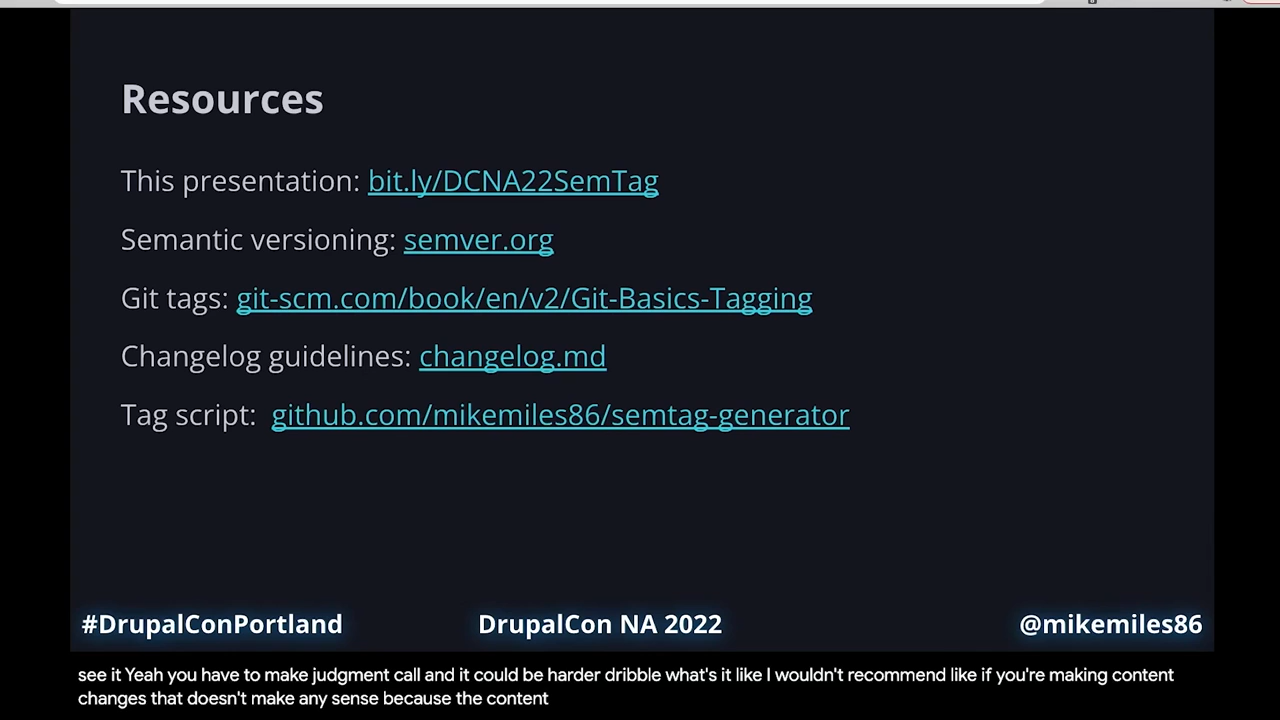 Resources
This presentation: bit.ly/DCNA22SemTag
Semantic versioning: semver.org
Git tags: git-scm.com/book/en/v2/Git-Basics-Tagging
Changelog guidelines: changelog.md
Tag script: github.com/mikemiles86/semtag-generator
#DrupalConPortland DrupalCon NA 2022 @mikemiles86
see it Yeah you have to make judgment call and it could be harder dribble what's it like I wouldn't recommend like if you're making content
changes that doesn't make any sense because the content